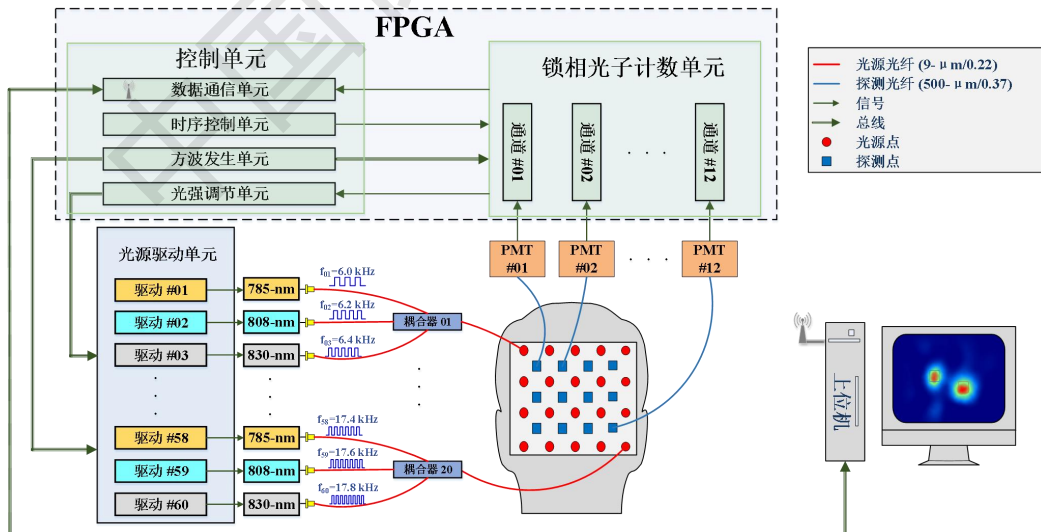 FPGA
控制单元
数据通信单元
时序控制单元
方波发生单元
光强调节单元
锁相光子计数单元
通道 #01
通道 #02
· · ·
通道 #12
光源光纤 (9- μm/0.22)
探测光纤 (500- μm/0.37)
信号
总线
光源点
探测点
PMT #01
PMT #02
· · ·
PMT #12
光源驱动单元
驱动 #01
785-nm
f01=6.0 kHz
驱动 #02
808-nm
f02=6.2 kHz
耦合器 01
驱动 #03
830-nm
f03=6.4 kHz
驱动 #58
785-nm
f58=17.4 kHz
驱动 #59
808-nm
f59=17.6 kHz
耦合器 20
驱动 #60
830-nm
f60=17.8 kHz
上位机